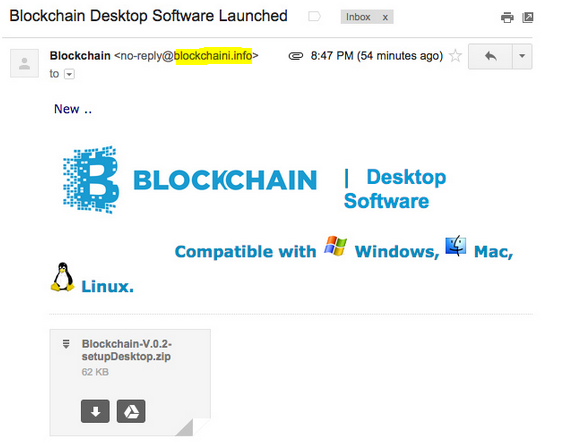 Blockchain Desktop Software Launched
Inbox x
Blockchain <no-reply@blockchaini.info>
8:47 PM (54 minutes ago)
to
New ..
BLOCKCHAIN | Desktop
Software
Compatible with Windows, Mac,
Linux.
Blockchain-V.0.2-
setupDesktop.zip
62 KB